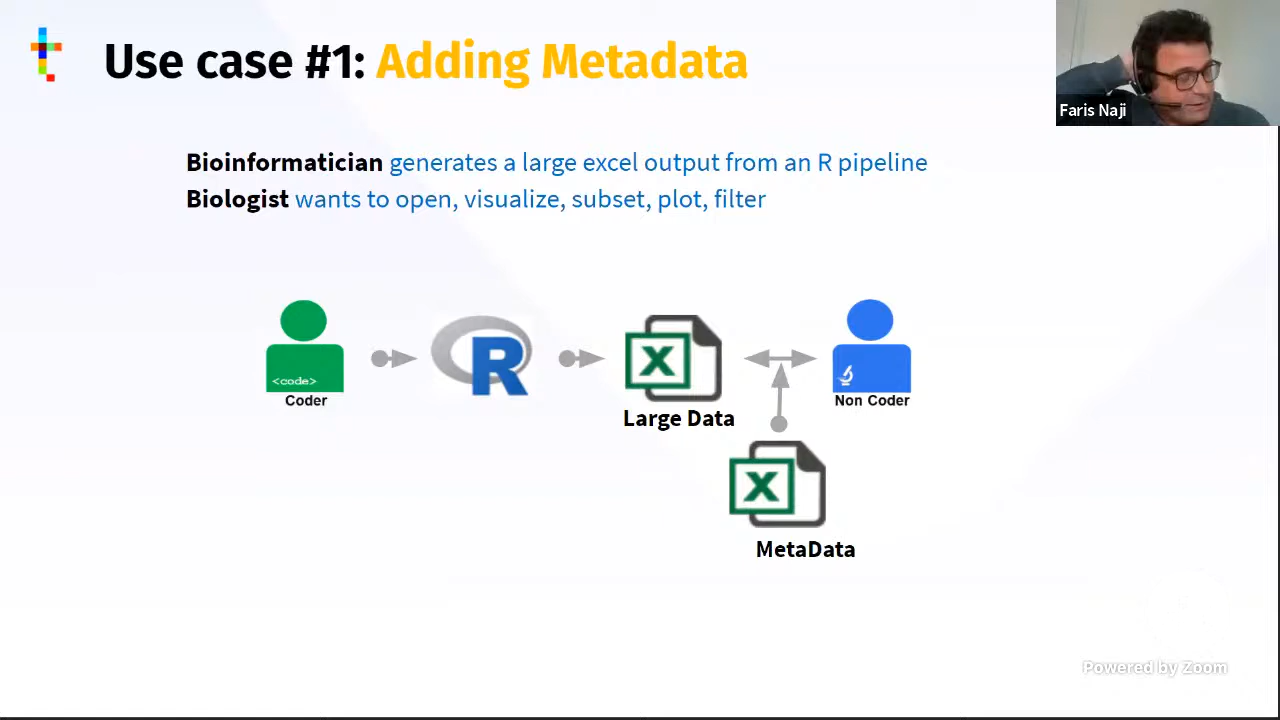 Use case #1: Adding Metadata
Faris Naji
Bioinformatician generates a large excel output from an R pipeline
Biologist wants to open, visualize, subset, plot, filter
<code>
Coder
R
X
Large Data
Non Coder
X
MetaData
Powered by Zoom